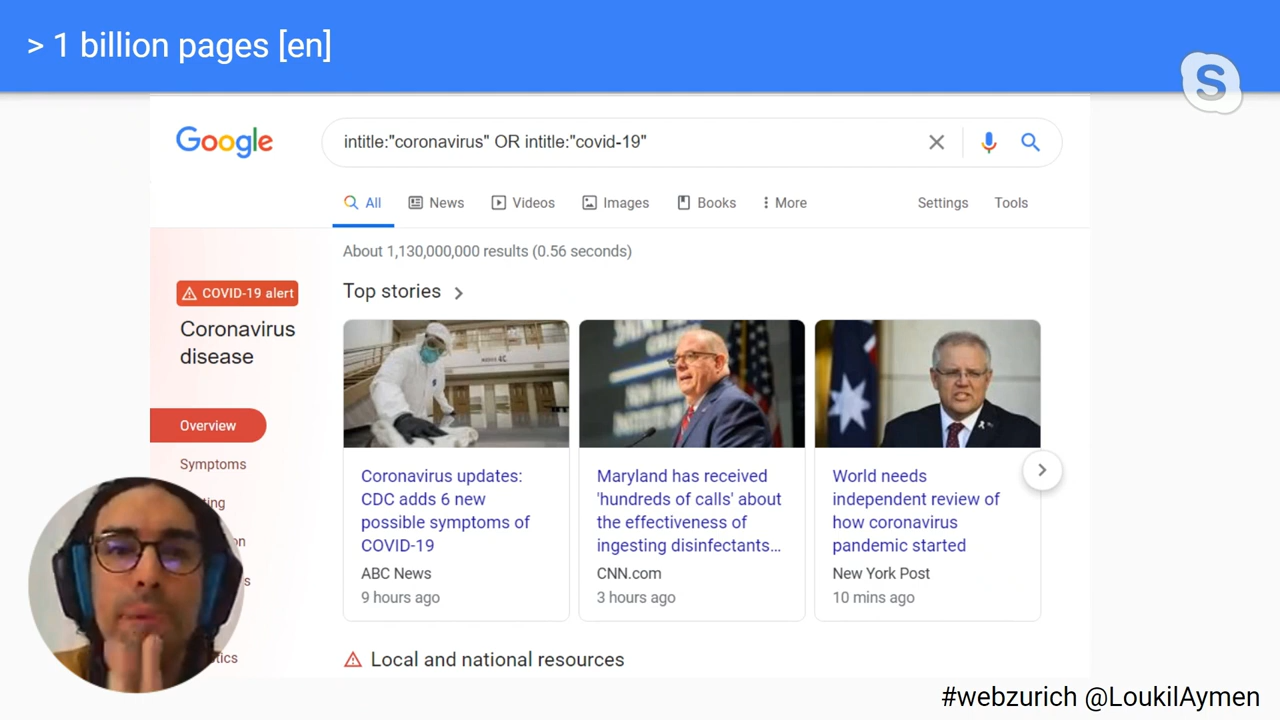 > 1 billion pages [en]
S
Google
intitle:"coronavirus" OR intitle:"covid-19"
All
News
Videos
Images
Books
More
Settings
Tools
About 1,130,000,000 results (0.56 seconds)
COVID-19 alert
Coronavirus
disease
Overview
Symptoms
Top stories
Coronavirus updates:
CDC adds 6 new
possible symptoms of
COVID-19
ABC News
9 hours ago
Maryland has received
'hundreds of calls' about
the effectiveness of
ingesting disinfectants...
CNN.com
3 hours ago
World needs
independent review of
how coronavirus
pandemic started
New York Post
10 mins ago
Local and national resources
#webzurich @LoukilAymen